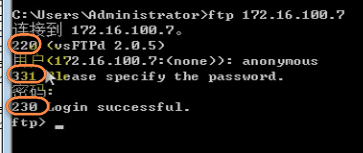 C:\Users\Administrator>ftp 172.16.100.7
连接到 172.16.100.7。
220 (vsFTPd 2.0.5)
用户(172.16.100.7:(none)): anonymous
331 Please specify the password.
密码:
230 Login successful.
ftp> _